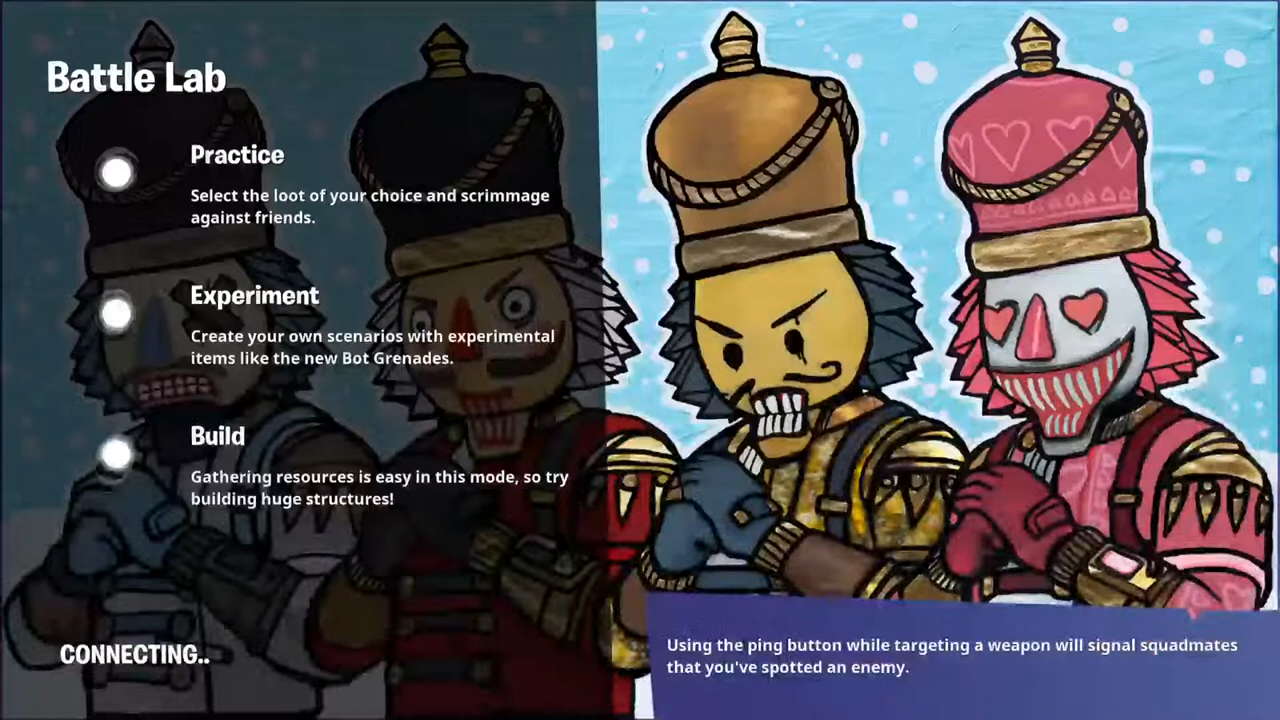 Battle Lab
Practice
Select the loot of your choice and scrimmage
against friends.
Experiment
Create your own scenarios with experimental
items like the new Bot Grenades.
Build
Gathering resources is easy in this mode, so try
building huge structures!
CONNECTING..
Using the ping button while targeting a weapon will signal squadmates
that you've spotted an enemy.